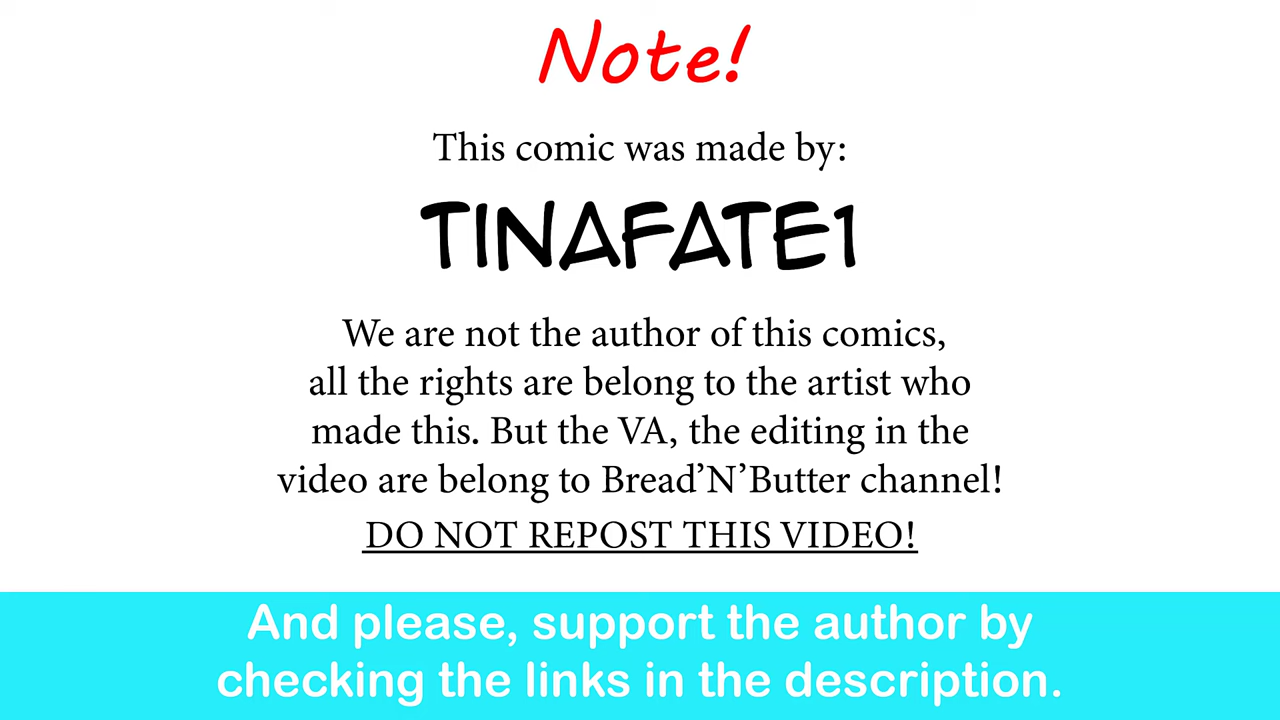 Note!
This comic was made by:
TINAFATE1
We are not the author of this comics,
all the rights are belong to the artist who
made this. But the VA, the editing in the
video are belong to Bread’N’Butter channel!
DO NOT REPOST THIS VIDEO!
And please, support the author by
checking the links in the description.